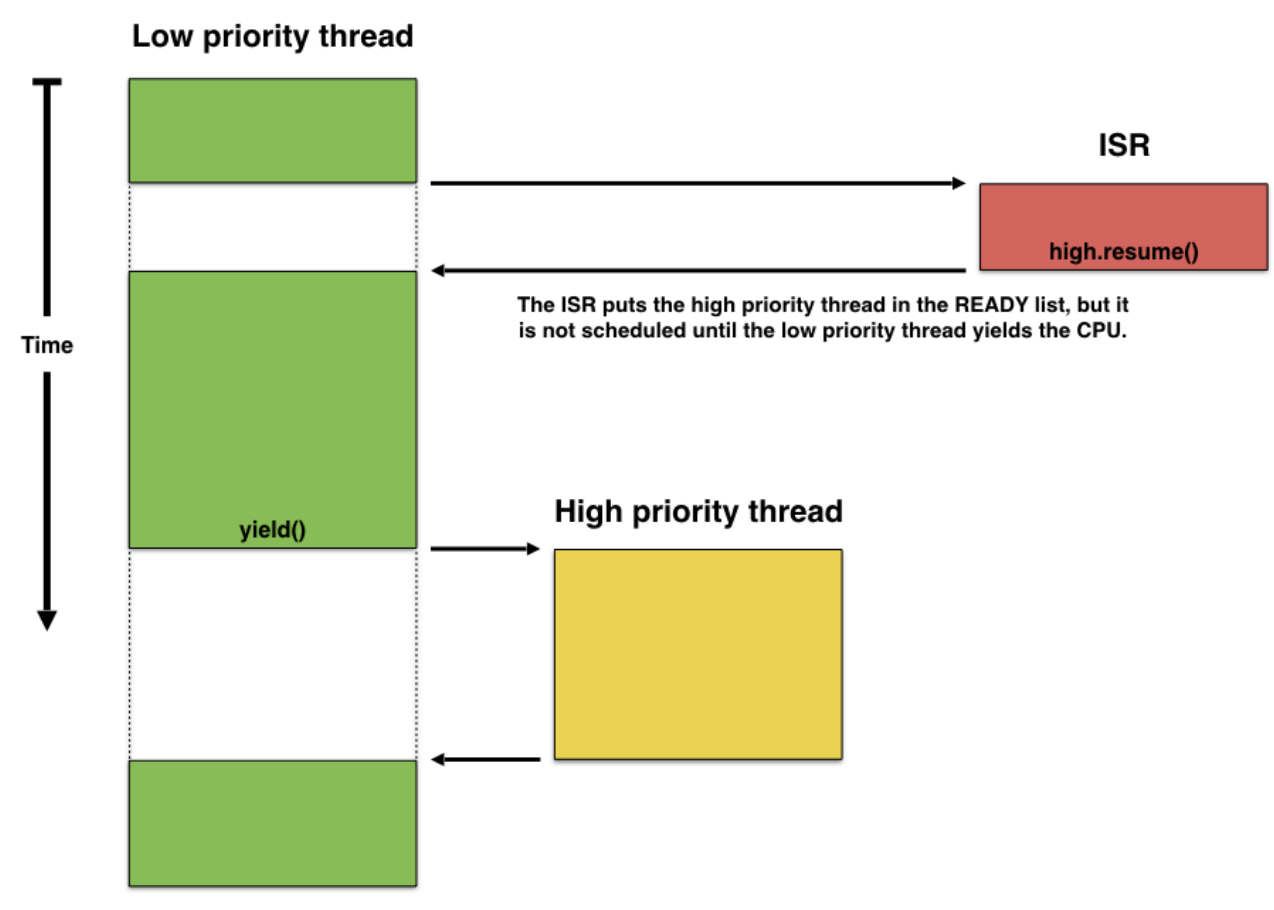 Low priority thread
ISR
high.resume()
The ISR puts the high priority thread in the READY list, but it
is not scheduled until the low priority thread yields the CPU.
Time
High priority thread
yield()